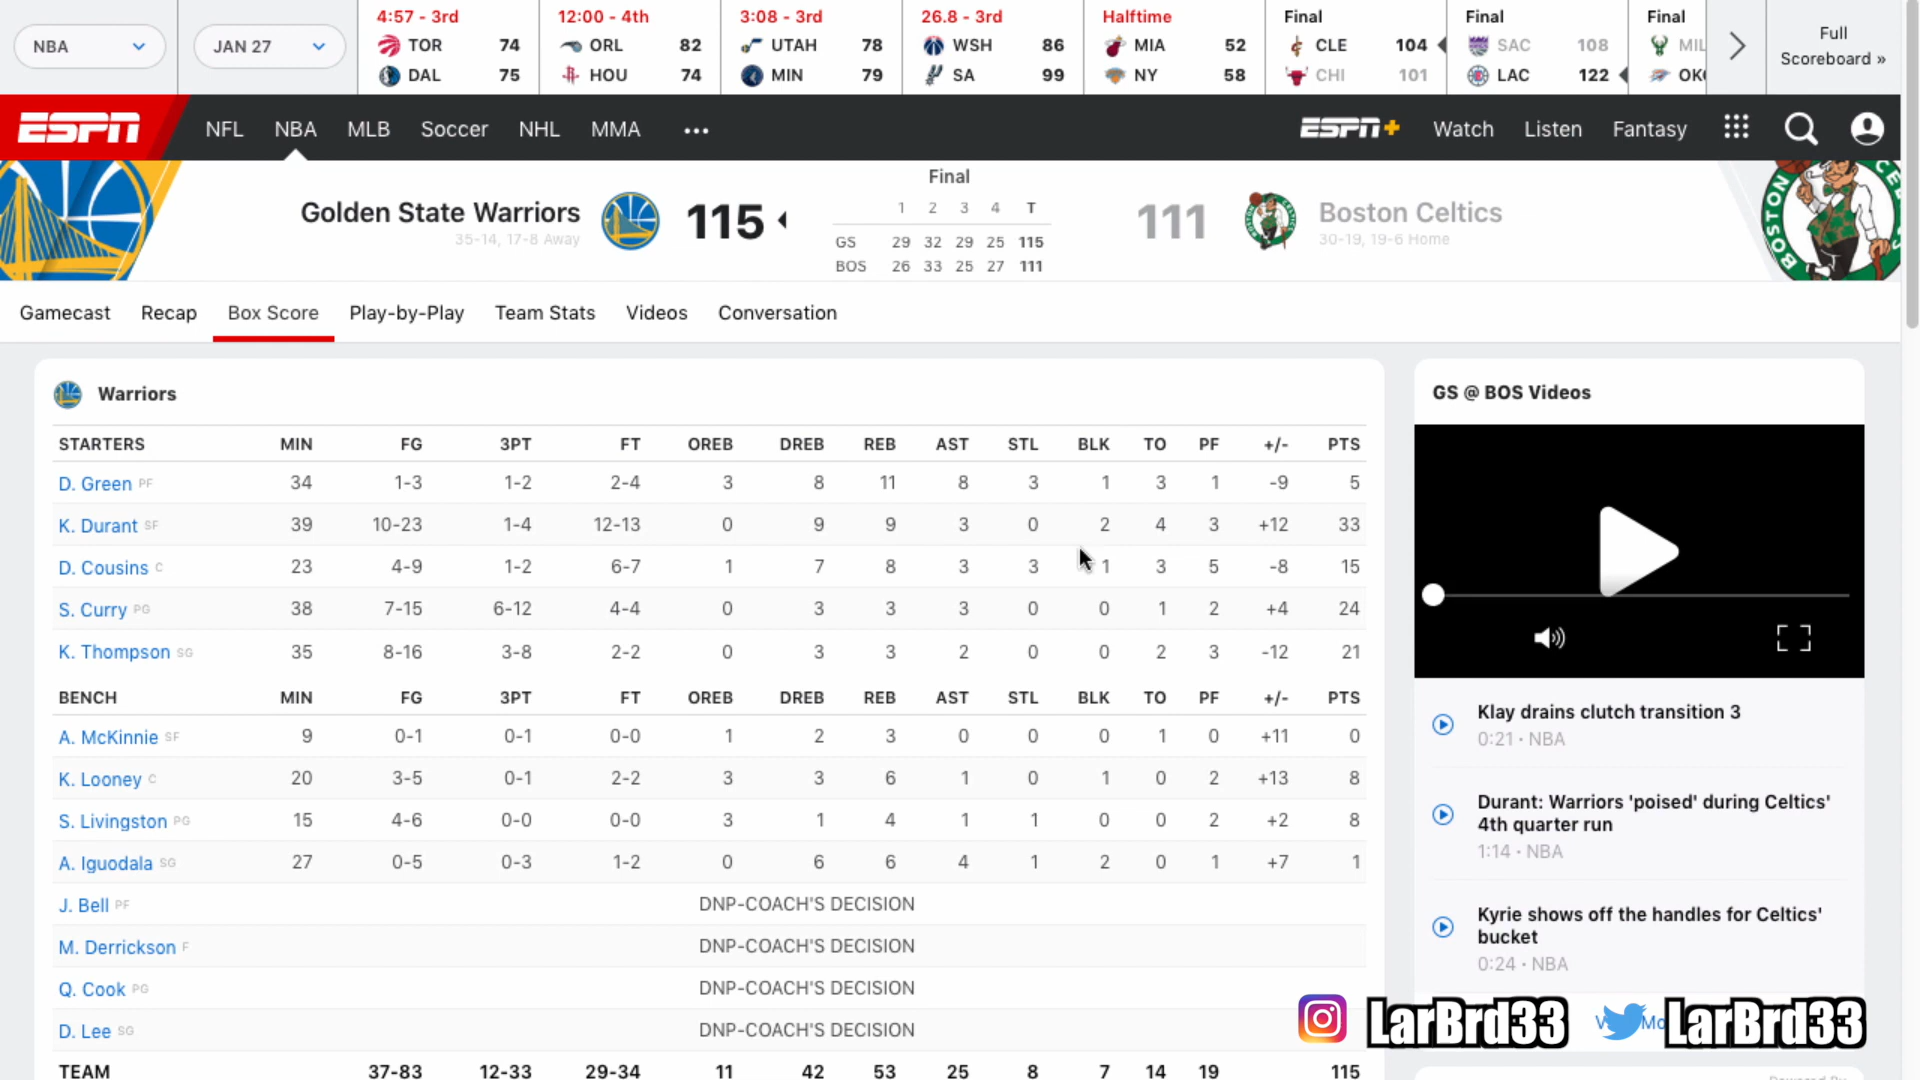 NBA
JAN 27
4:57 - 3rd
TOR 74
DAL 75
12:00 - 4th
ORL 82
HOU 74
3:08 - 3rd
UTAH 78
MIN 79
26.8 - 3rd
WSH 86
SA 99
Halftime
MIA 52
NY 58
Final
CLE 104
CHI 101
Final
SAC 108
LAC 122
Final
MIL
OK
Full
Scoreboard »
ESPN NFL NBA MLB Soccer NHL MMA ••• ESPN+ Watch Listen Fantasy
Golden State Warriors
35-14, 17-8 Away
115
Final
1 2 3 4 T
GS 29 32 29 25 115
BOS 26 33 25 27 111
111
Boston Celtics
30-19, 19-6 Home
BOSTON CE
Gamecast Recap Box Score Play-by-Play Team Stats Videos Conversation
Warriors
STARTERS MIN FG 3PT FT OREB DREB REB AST STL BLK TO PF +/- PTS
D. Green PF 34 1-3 1-2 2-4 3 8 11 8 3 1 3 1 -9 5
K. Durant SF 39 10-23 1-4 12-13 0 9 9 3 0 2 4 3 +12 33
D. Cousins C 23 4-9 1-2 6-7 1 7 8 3 3 1 3 5 -8 15
S. Curry PG 38 7-15 6-12 4-4 0 3 3 3 0 0 1 2 +4 24
K. Thompson SG 35 8-16 3-8 2-2 0 3 3 2 0 0 2 3 -12 21
BENCH MIN FG 3PT FT OREB DREB REB AST STL BLK TO PF +/- PTS
A. McKinnie SF 9 0-1 0-1 0-0 1 2 3 0 0 0 1 0 +11 0
K. Looney C 20 3-5 0-1 2-2 3 3 6 1 0 1 0 2 +13 8
S. Livingston PG 15 4-6 0-0 0-0 3 1 4 1 1 0 0 2 +2 8
A. Iguodala SG 27 0-5 0-3 1-2 0 6 6 4 1 2 0 1 +7 1
J. Bell PF DNP-COACH'S DECISION
M. Derrickson F DNP-COACH'S DECISION
Q. Cook PG DNP-COACH'S DECISION
D. Lee SG DNP-COACH'S DECISION
TEAM 37-83 12-33 29-34 11 42 53 25 8 7 14 19 115
GS @ BOS Videos
Klay drains clutch transition 3
0:21 • NBA
Durant: Warriors 'poised' during Celtics'
4th quarter run
1:14 • NBA
Kyrie shows off the handles for Celtics'
bucket
0:24 • NBA
LarBrd33 LarBrd33